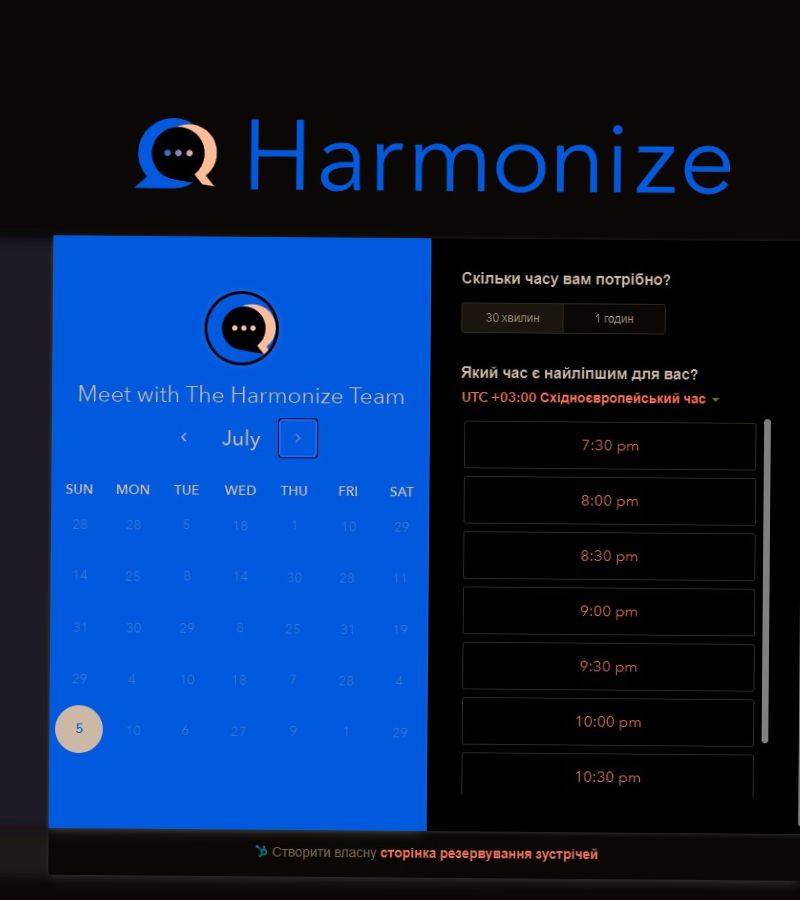 Harmonize
Meet with The Harmonize Team
July
SUN MON TUE WED THU FRI SAT
28 28 5 18 1 10 29
14 25 8 14 30 28 11
31 30 29 8 25 31 19
29 4 10 18 7 28 4
5 10 6 27 9 1 29
Скільки часу вам потрібно?
30 хвилин 1 годин
Який час є найліпшим для вас?
UTC +03:00 Східноєвропейський час
7:30 pm
8:00 pm
8:30 pm
9:00 pm
9:30 pm
10:00 pm
10:30 pm
Створити власну сторінка резервування зустрічей